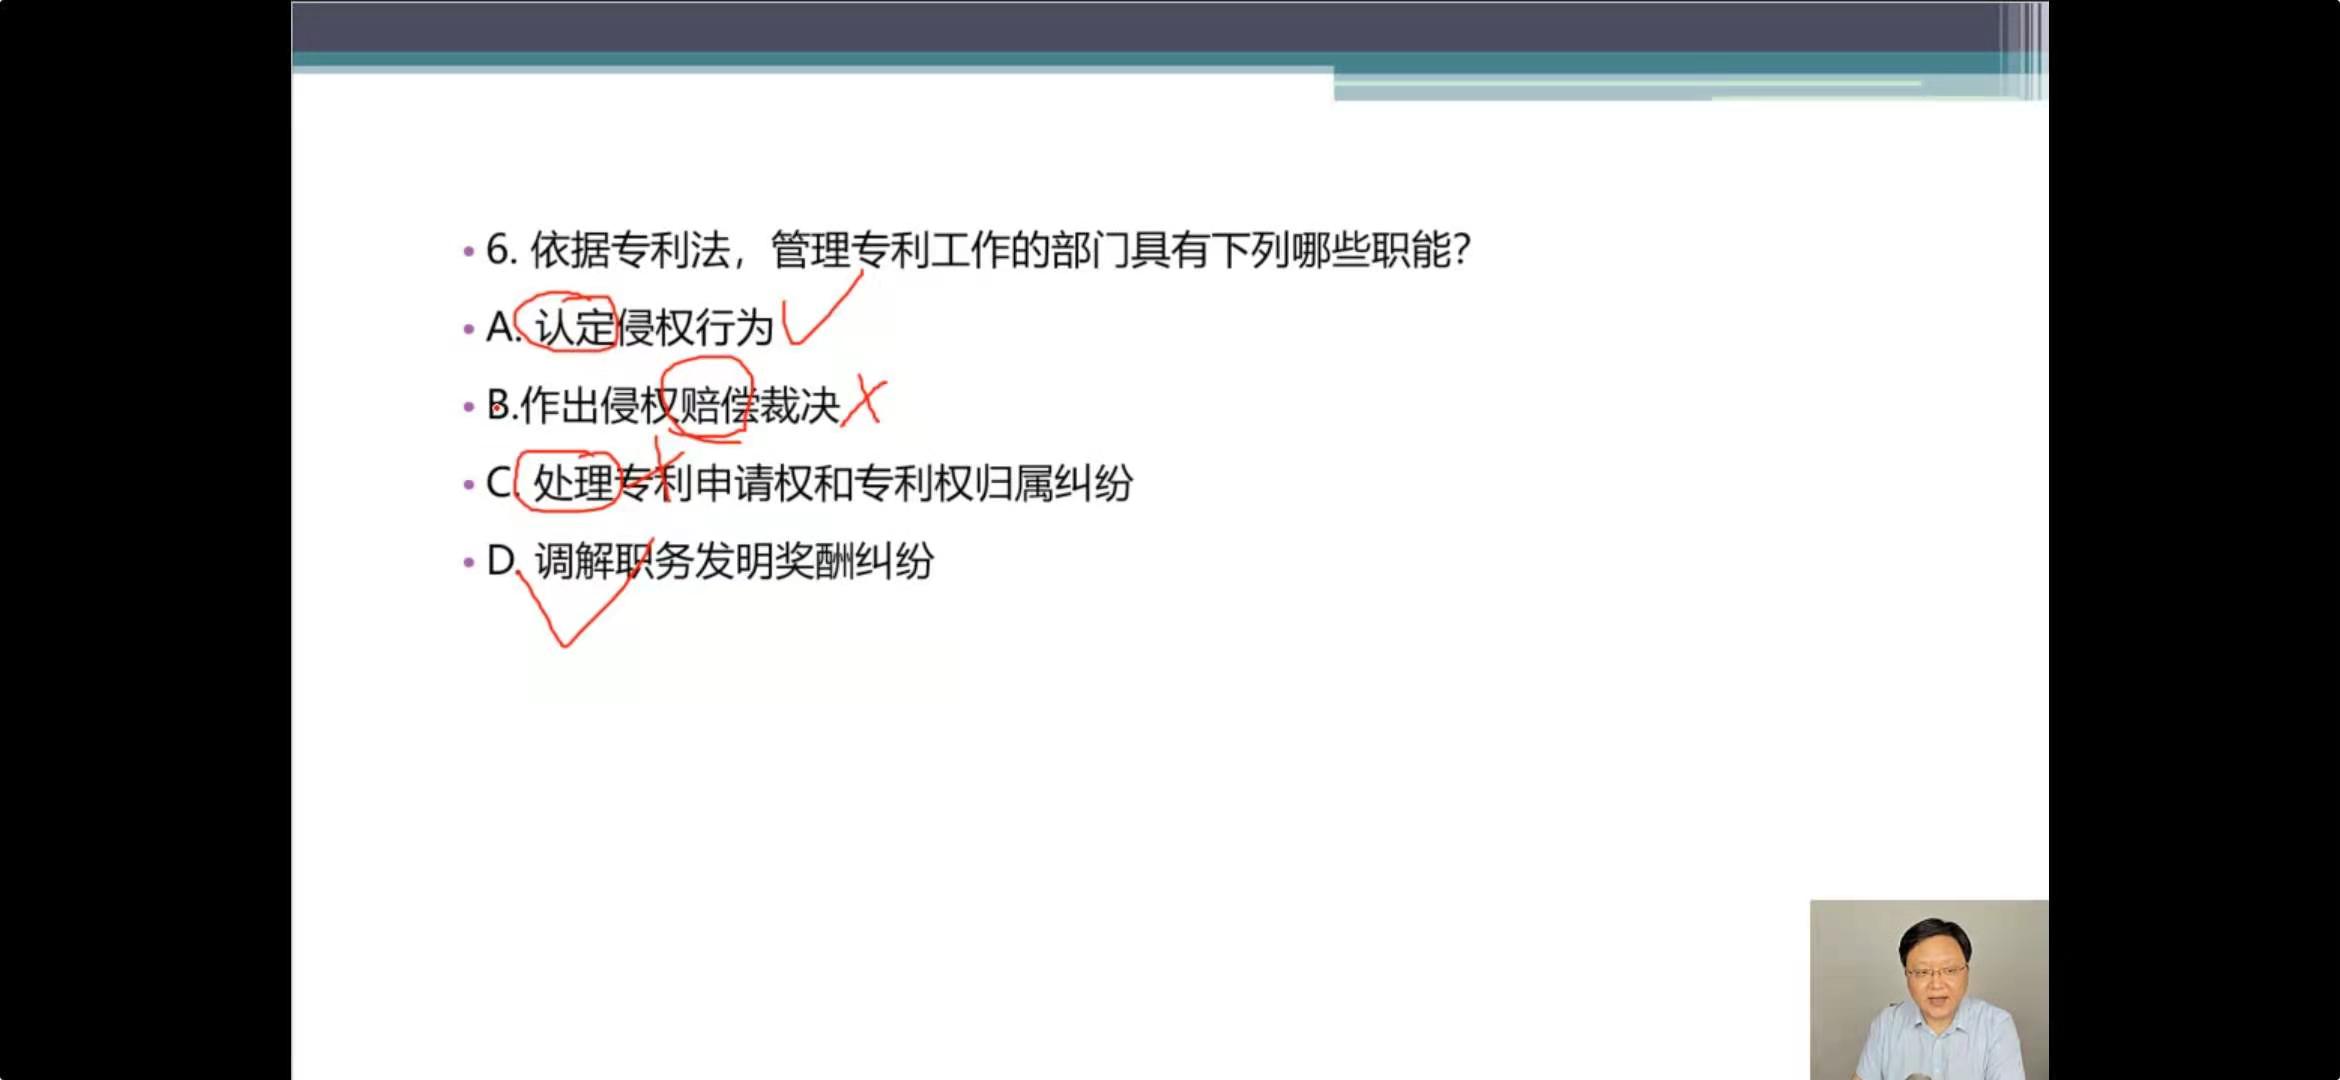 • 6. 依据专利法，管理专利工作的部门具有下列哪些职能？
• A. 认定侵权行为
• B.作出侵权赔偿裁决
• C. 处理专利申请权和专利权归属纠纷
• D. 调解职务发明奖酬纠纷